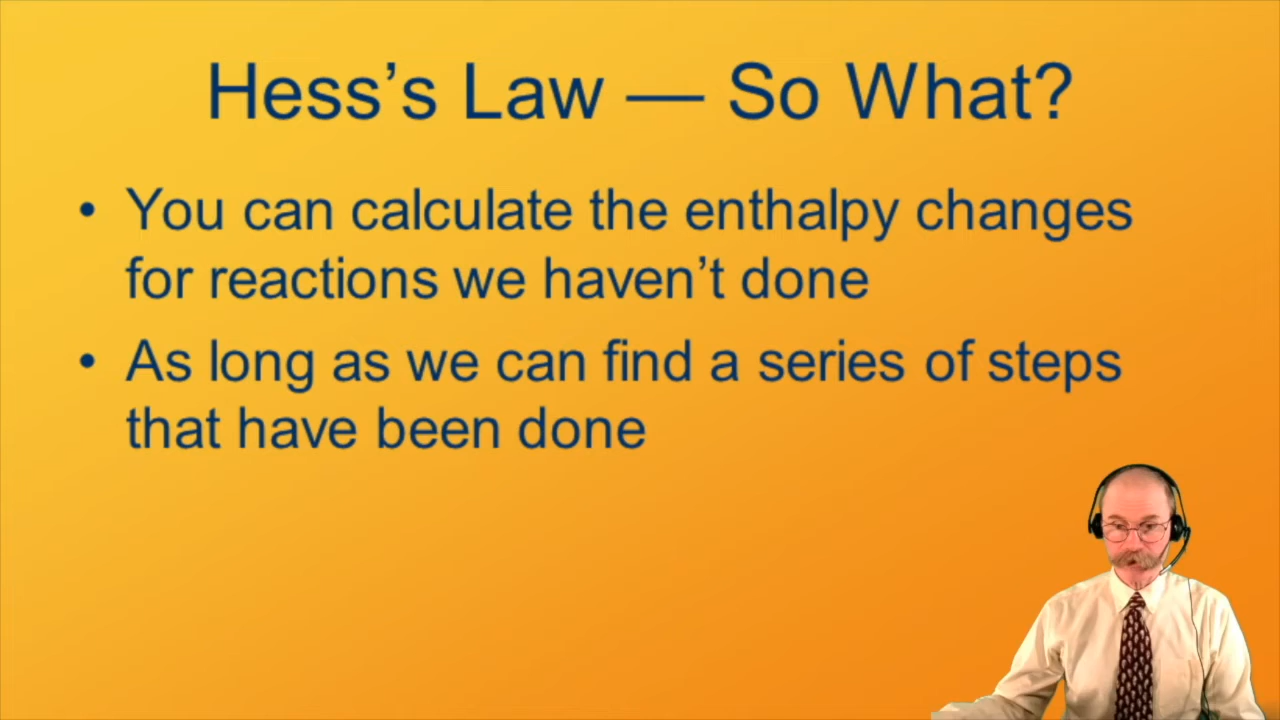 Hess’s Law — So What?
• You can calculate the enthalpy changes
for reactions we haven’t done
• As long as we can find a series of steps
that have been done